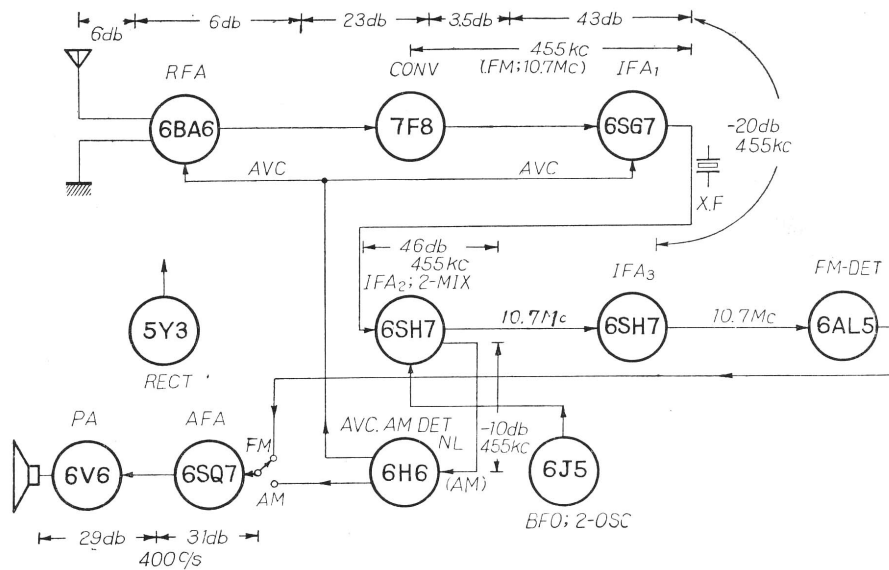 6db 6db 23db 3.5db 43db
455kc
(.FM; 10.7Mc)
RFA CONV IFA₁
6BA6 7F8 6SG7
-20db
455kc
AVC AVC
X.F
46db
455kc
IFA₂; 2-MIX IFA₃ FM-DET
5Y3 6SH7 10.7Mc 6SH7 10.7Mc 6AL5
RECT
PA AFA FM AVC. AM DET
NL
-10db
455kc
6V6 6SQ7 6H6 6J5
AM (AM)
BFO; 2-OSC
29db 31db
400c/s